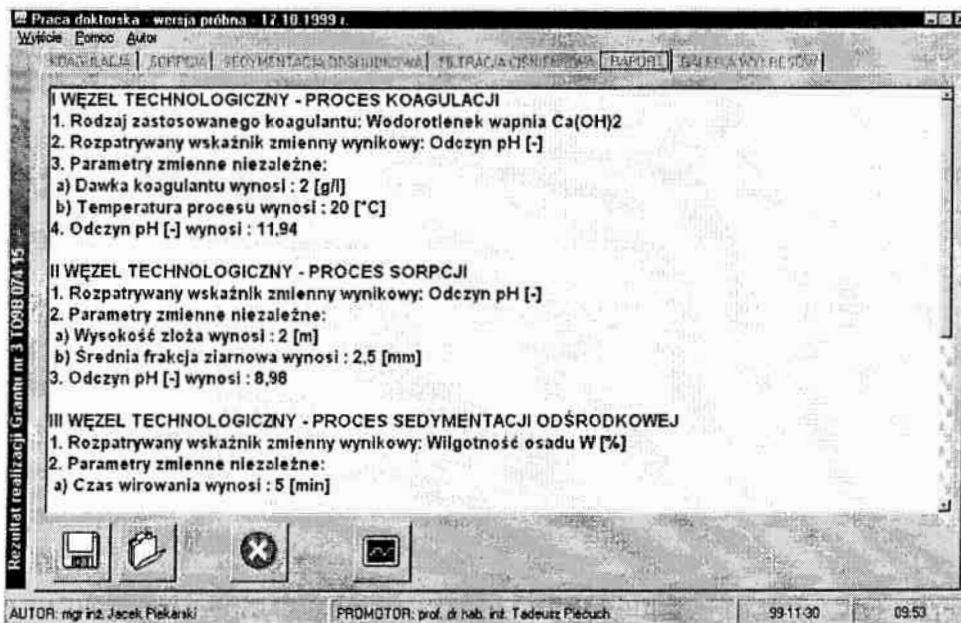 Praca doktorska - wersja próbna - 17.10.1999 r.
Wyjście Pomoc Autor
KOAGULACJA SORPCJA SEDYMENTACJA ODŚRODKOWA FILTRACJA CIŚNIENIOWA RAPORT GALERIA WYKRESÓW
I WĘZEŁ TECHNOLOGICZNY - PROCES KOAGULACJI
1. Rodzaj zastosowanego koagulantu: Wodorotlenek wapnia Ca(OH)2
2. Rozpatrywany wskaźnik zmienny wynikowy: Odczyn pH [-]
3. Parametry zmienne niezależne:
a) Dawka koagulantu wynosi : 2 [g/l]
b) Temperatura procesu wynosi : 20 [°C]
4. Odczyn pH [-] wynosi : 11,94
II WĘZEŁ TECHNOLOGICZNY - PROCES SORPCJI
1. Rozpatrywany wskaźnik zmienny wynikowy: Odczyn pH [-]
2. Parametry zmienne niezależne:
a) Wysokość złoża wynosi : 2 [m]
b) Średnia frakcja ziarnowa wynosi : 2,5 [mm]
3. Odczyn pH [-] wynosi : 8,98
III WĘZEŁ TECHNOLOGICZNY - PROCES SEDYMENTACJI ODŚRODKOWEJ
1. Rozpatrywany wskaźnik zmienny wynikowy: Wilgotność osadu W [%]
2. Parametry zmienne niezależne:
a) Czas wirowania wynosi : 5 [min]
Rezultat realizacji Grantu nr 3 T09B 074 15
AUTOR: mgr inż. Jacek Piekarski PROMOTOR: prof. dr hab. inż. Tadeusz Piecuch 99-11-30 09:53